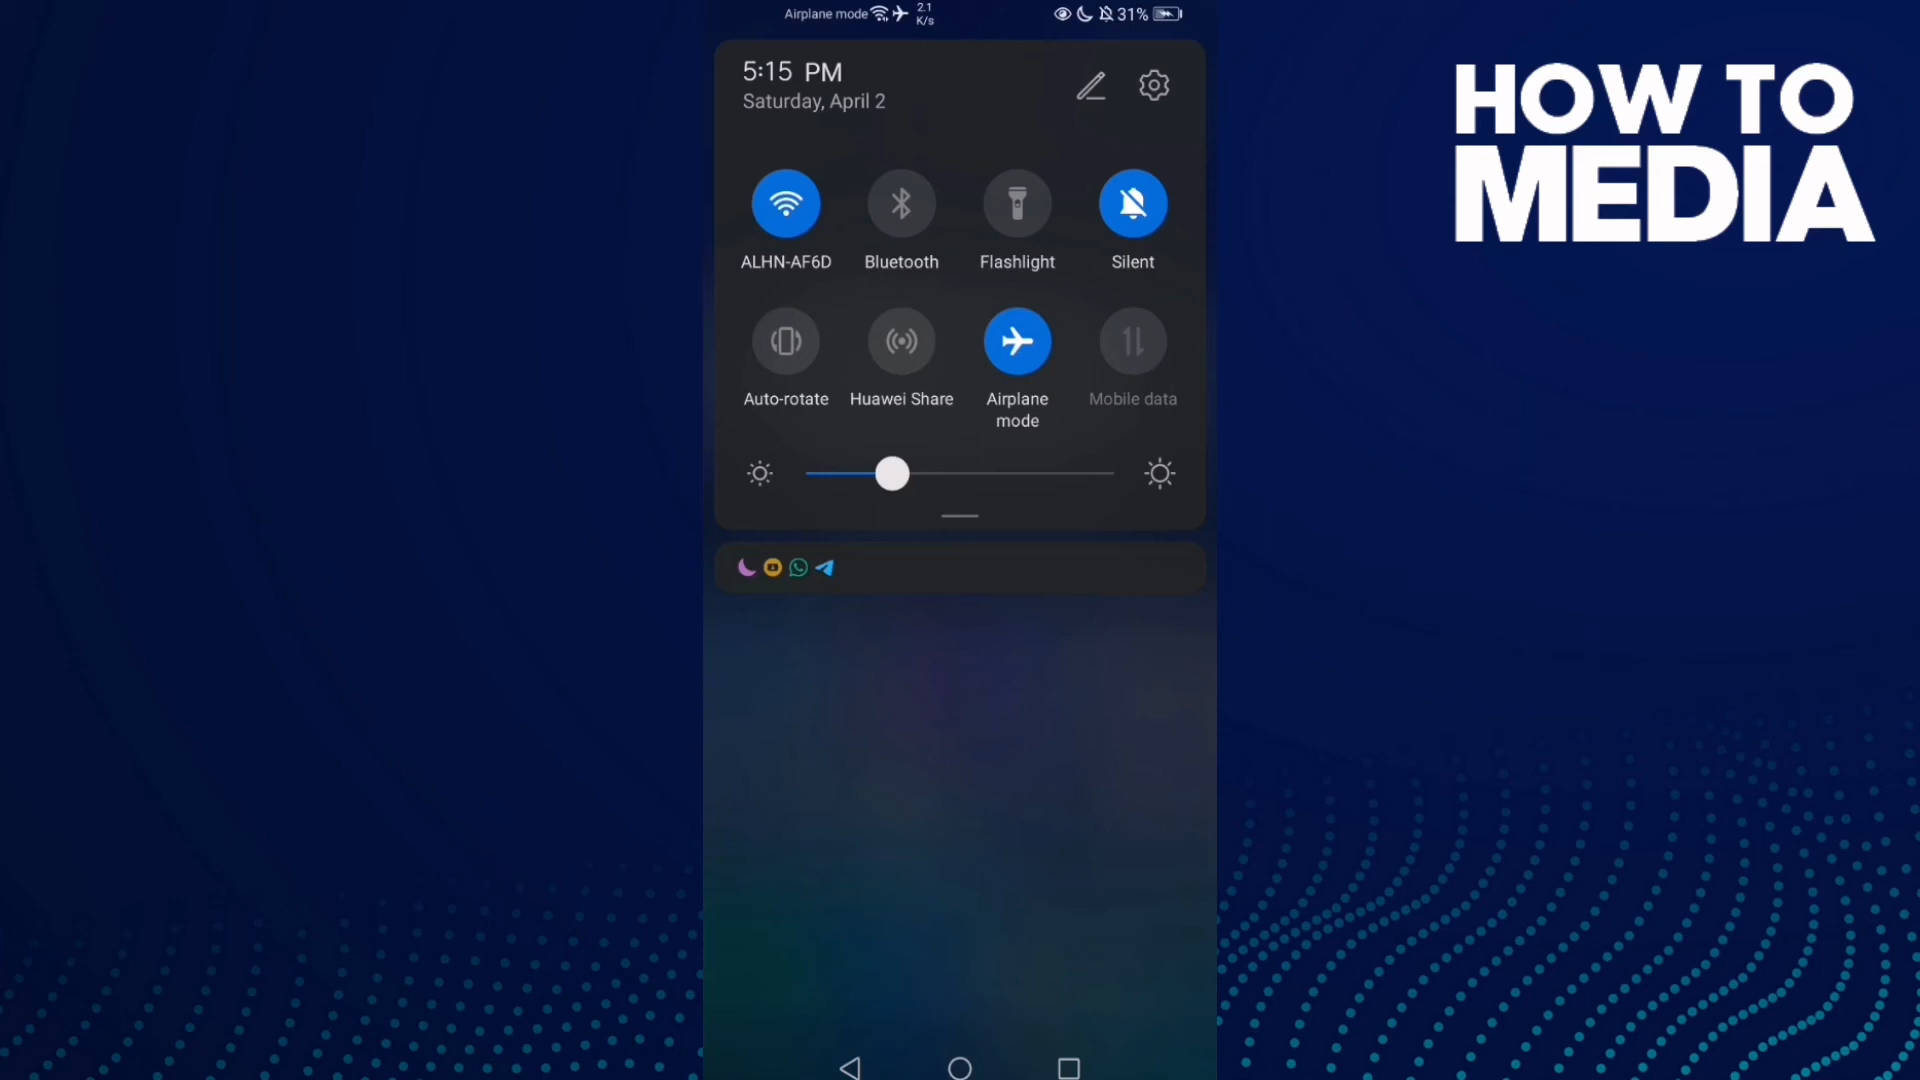 Airplane mode 2.1 K/s 31%
HOW TO
MEDIA
5:15 PM
Saturday, April 2
ALHN-AF6D Bluetooth Flashlight Silent
Auto-rotate Huawei Share Airplane mode Mobile data